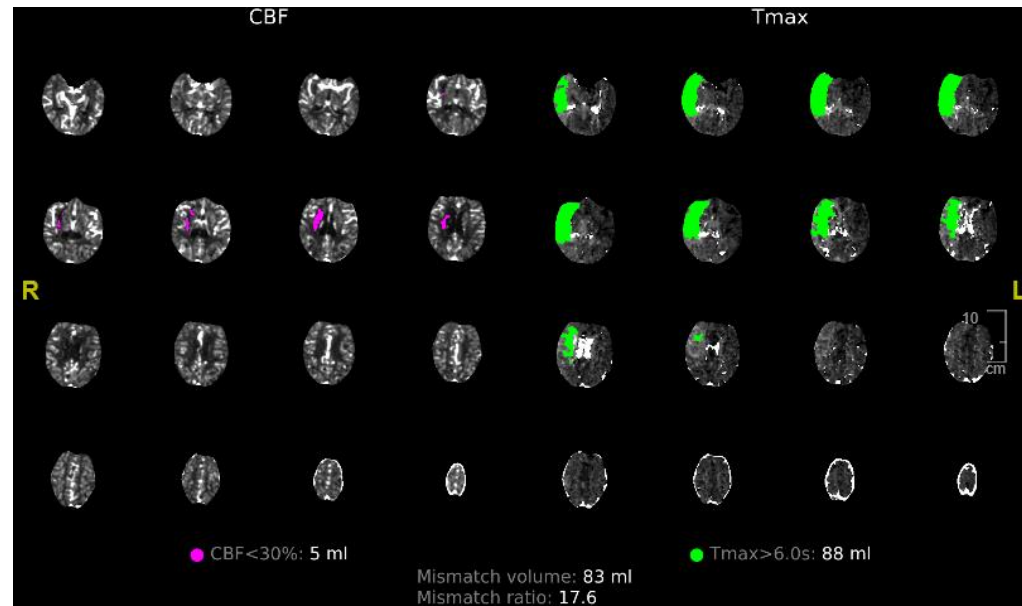 CBF
Tmax
R
L
10
cm
CBF<30%: 5 ml
Tmax>6.0s: 88 ml
Mismatch volume: 83 ml
Mismatch ratio: 17.6